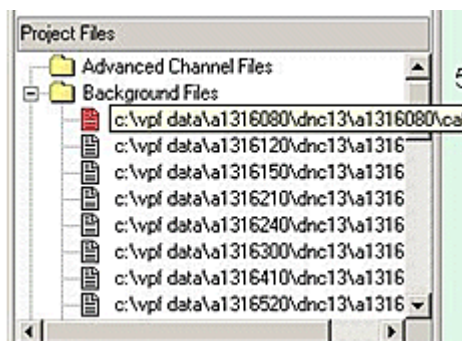 Project Files
Advanced Channel Files
5
Background Files
c:\vpf data\a1316080\dnc13\a1316080\ca
c:\vpf data\a1316120\dnc13\a1316
c:\vpf data\a1316150\dnc13\a1316
c:\vpf data\a1316210\dnc13\a1316
c:\vpf data\a1316240\dnc13\a1316
c:\vpf data\a1316300\dnc13\a1316
c:\vpf data\a1316410\dnc13\a1316
c:\vpf data\a1316520\dnc13\a1316